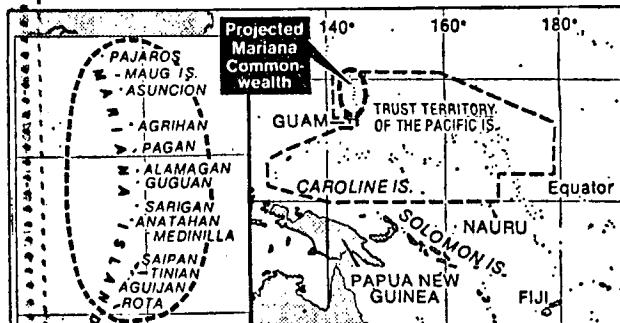 PAJAROS
MAUG IS.
ASUNCION
AGRIHAN
PAGAN
ALAMAGAN
GUGUAN
SARIGAN
ANATAHAN
MEDINILLA
SAIPAN
TINIAN
AGUIJAN
ROTA
MARIANA ISLAND
Projected
Mariana
Common-
wealth
140°
160°
180°
GUAM
TRUST TERRITORY
OF THE PACIFIC IS.
CAROLINE IS.
Equator
NAURU
SOLOMON IS.
PAPUA NEW
GUINEA
FIJI